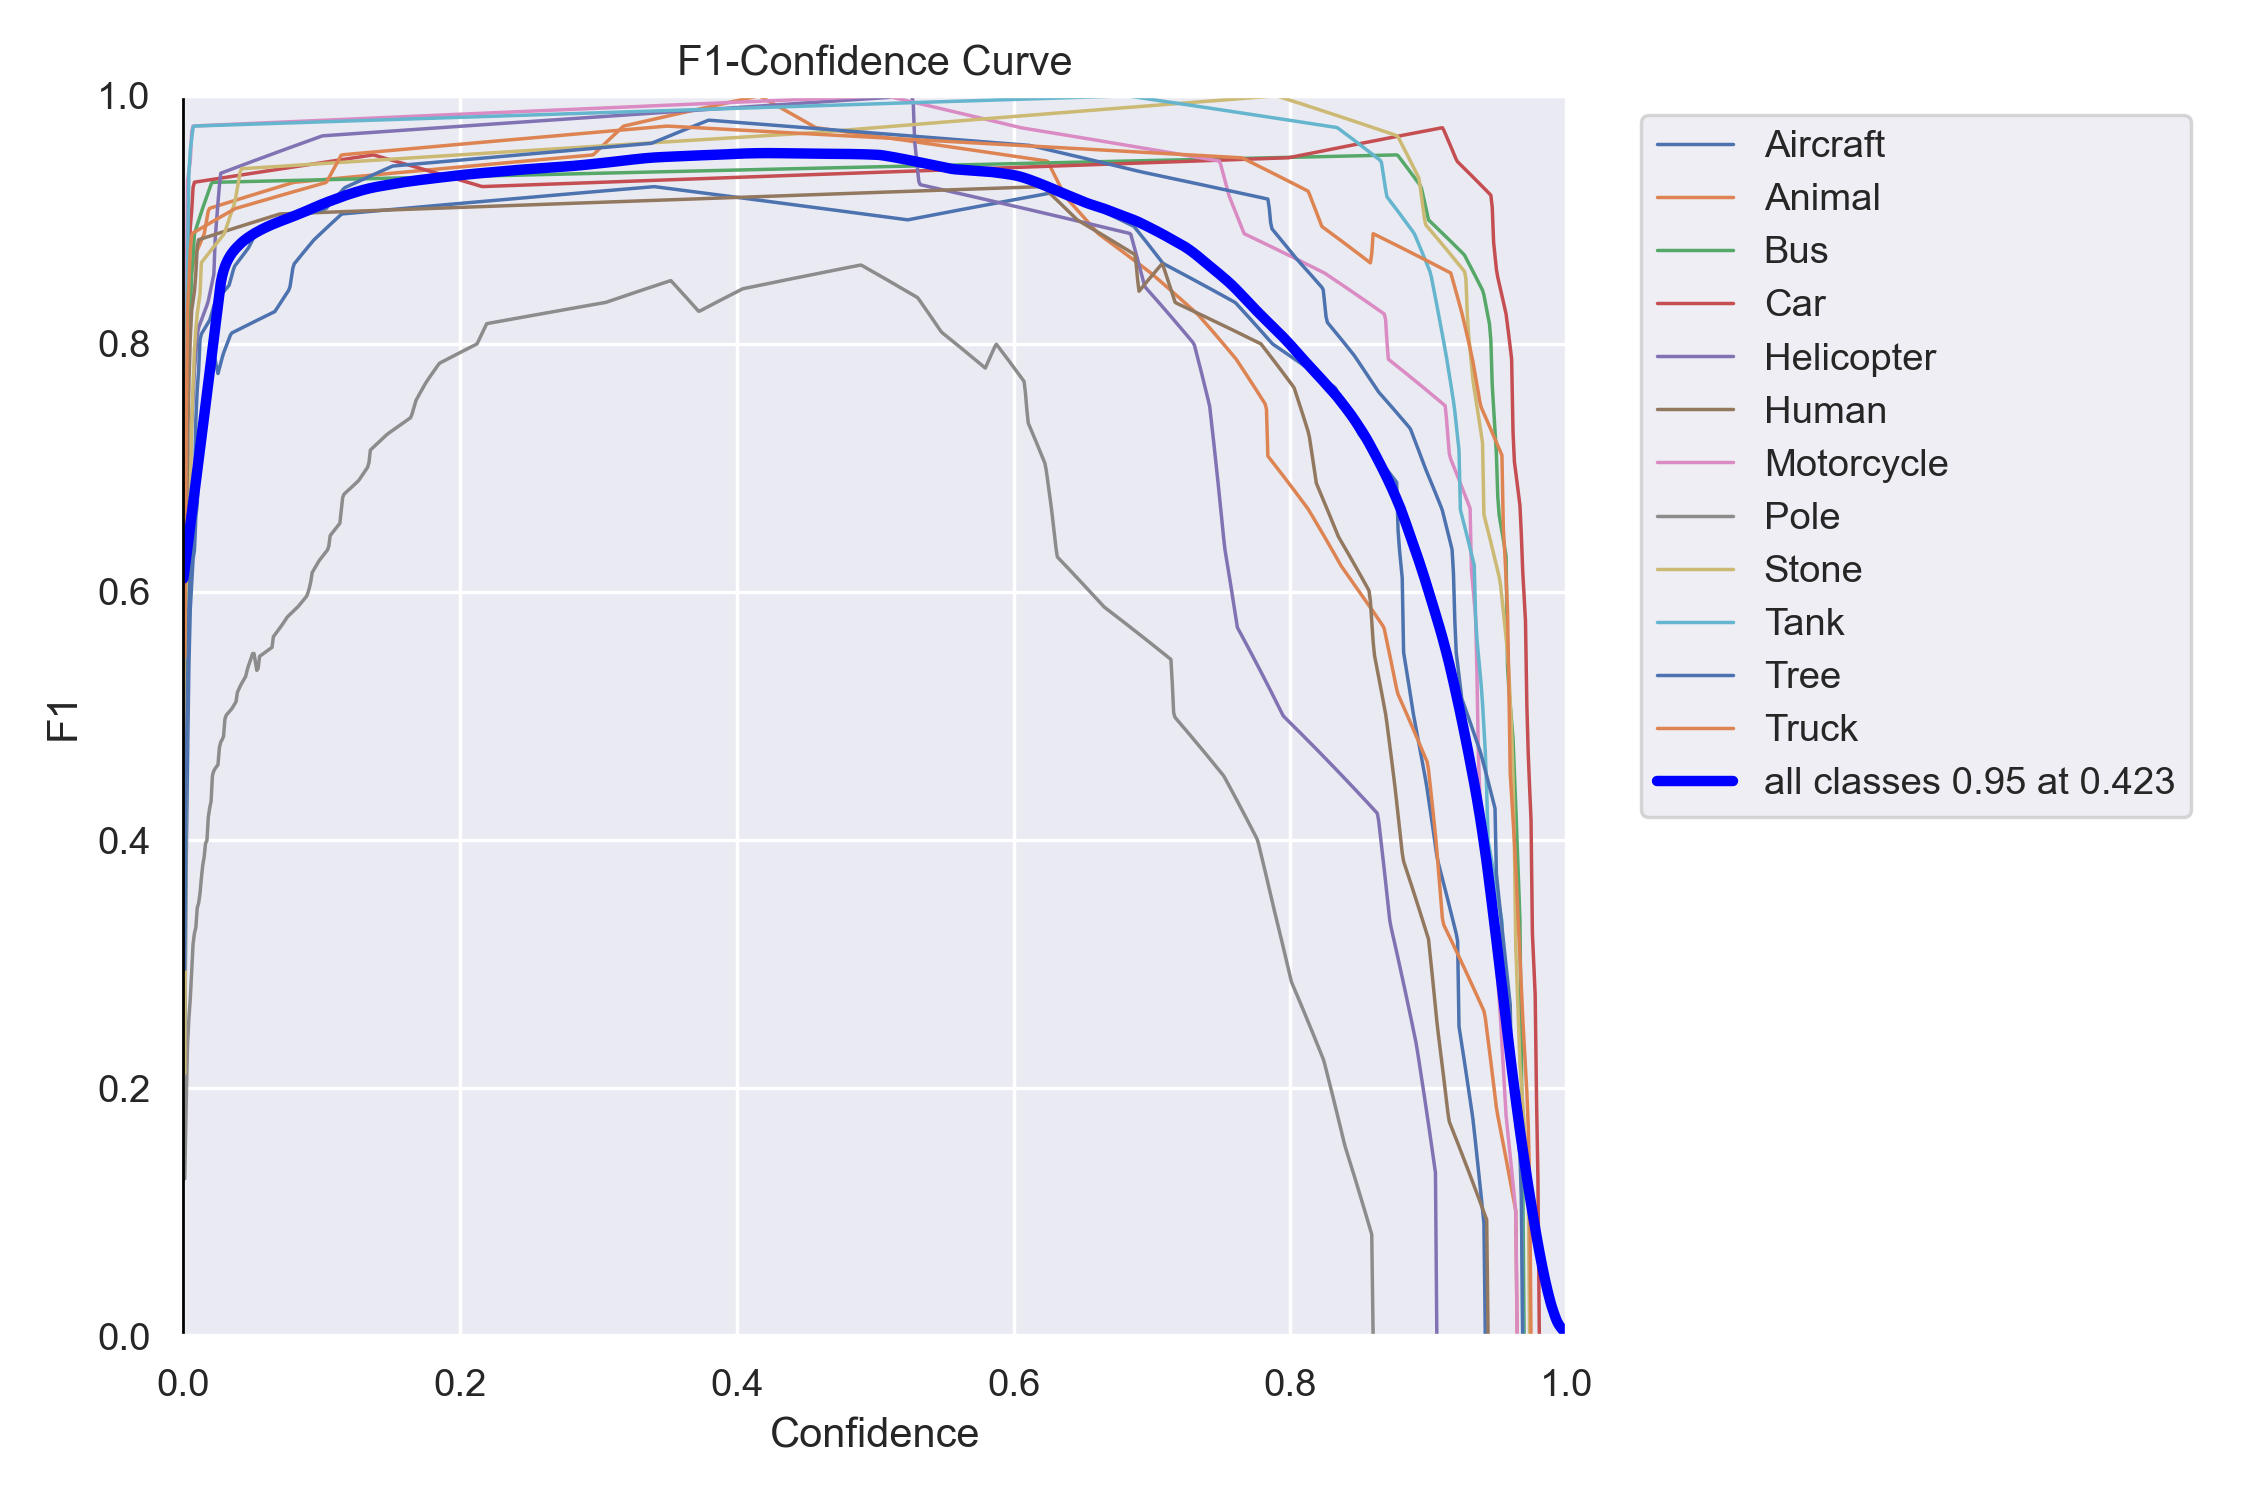 F1-Confidence Curve
1.0
0.8
0.6
0.4
0.2
0.0
F1
0.0 0.2 0.4 0.6 0.8 1.0
Confidence
Aircraft
Animal
Bus
Car
Helicopter
Human
Motorcycle
Pole
Stone
Tank
Tree
Truck
all classes 0.95 at 0.423